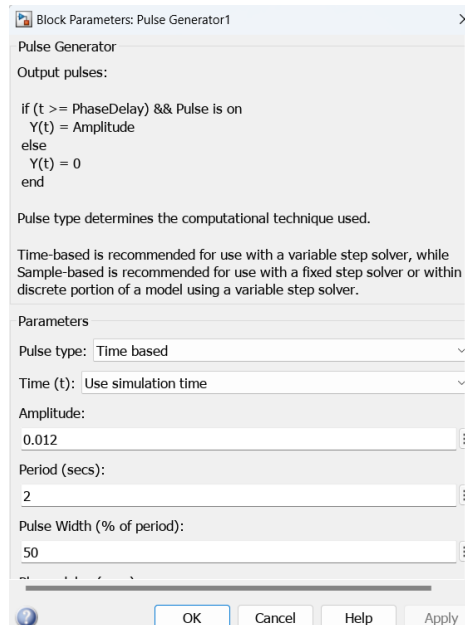 Block Parameters: Pulse Generator1
Pulse Generator
Output pulses:
if (t >= PhaseDelay) && Pulse is on
Y(t) = Amplitude
else
Y(t) = 0
end
Pulse type determines the computational technique used.
Time-based is recommended for use with a variable step solver, while
Sample-based is recommended for use with a fixed step solver or within
discrete portion of a model using a variable step solver.
Parameters
Pulse type: Time based
Time (t): Use simulation time
Amplitude:
0.012
Period (secs):
2
Pulse Width (% of period):
50
OK Cancel Help Apply